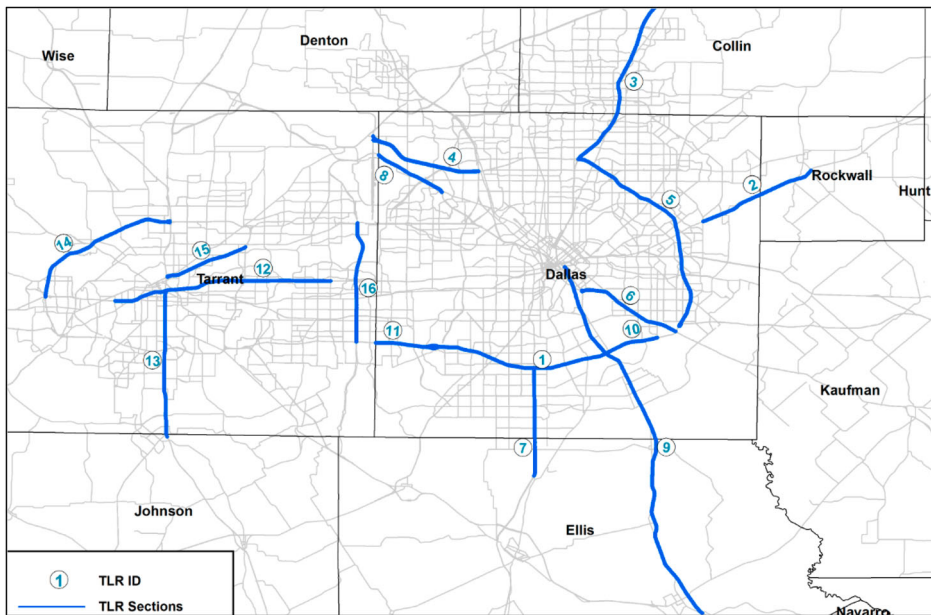 Denton
Collin
Wise
3
4
8
2
Rockwall
Hunt
5
14
15
12
Tarrant
Dallas
16
6
11
10
1
13
Kaufman
7
9
Johnson
Ellis
1 TLR ID
TLR Sections
Navarro